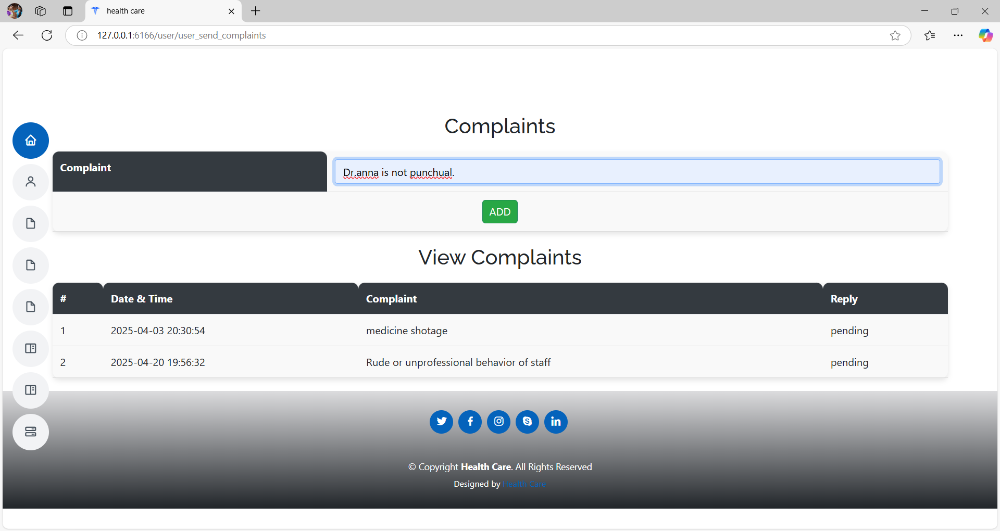 health care
127.0.0.1:6166/user/user_send_complaints
Complaints
Complaint
Dr.anna is not punchual.
ADD
View Complaints
# Date & Time Complaint Reply
1 2025-04-03 20:30:54 medicine shotage pending
2 2025-04-20 19:56:32 Rude or unprofessional behavior of staff pending
© Copyright Health Care. All Rights Reserved
Designed by Health Care